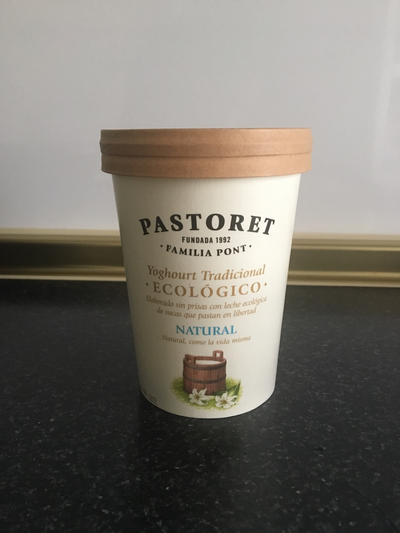 PASTORET
FUNDADA 1992
· FAMILIA PONT ·
Yoghourt Tradicional
· ECOLÓGICO ·
Elaborado sin prisas con leche ecológica
de vacas que pastan en libertad
NATURAL
Natural, como la vida misma